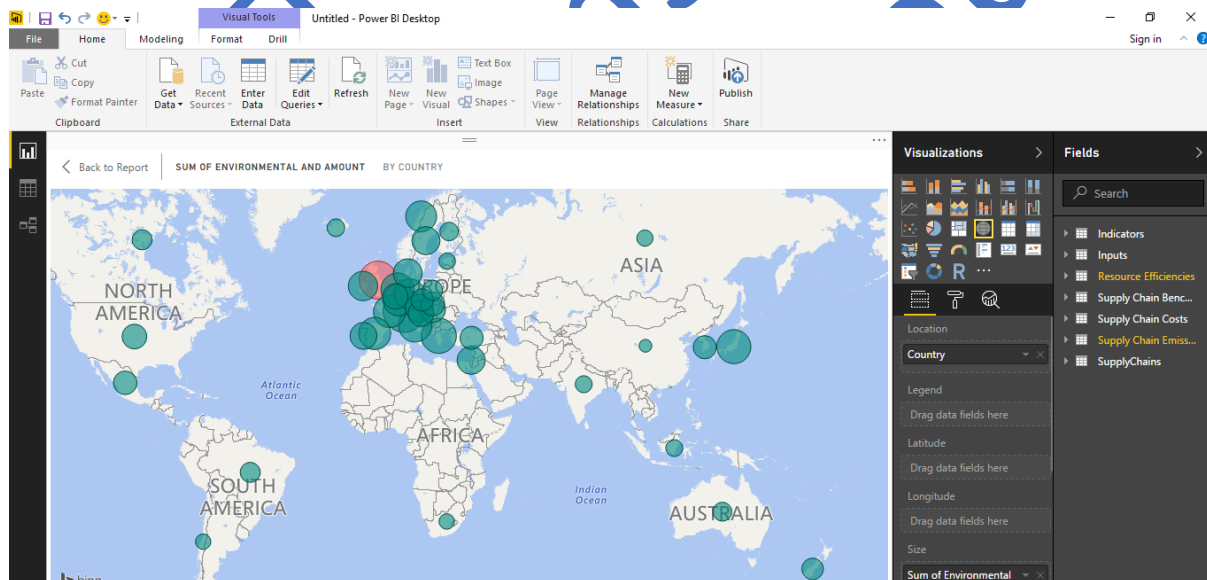 Visual Tools
Untitled - Power BI Desktop
File
Home
Modeling
Format
Drill
Sign in
Paste
Cut
Copy
Format Painter
Clipboard
Get Data
Recent Sources
Enter Data
Edit Queries
Refresh
External Data
New Page
New Visual
Text Box
Image
Shapes
Insert
Page View
View
Manage Relationships
Relationships
New Measure
Calculations
Publish
Share
Back to Report
SUM OF ENVIRONMENTAL AND AMOUNT
BY COUNTRY
NORTH
AMERICA
ASIA
Atlantic
Ocean
AFRICA
SOUTH
AMERICA
Indian
Ocean
AUSTRALIA
bing
Visualizations
123
R
Location
Country
Legend
Drag data fields here
Latitude
Drag data fields here
Longitude
Drag data fields here
Size
Sum of Environmental
Fields
Search
Indicators
Inputs
Resource Efficiencies
Supply Chain Benc...
Supply Chain Costs
Supply Chain Emiss...
SupplyChains